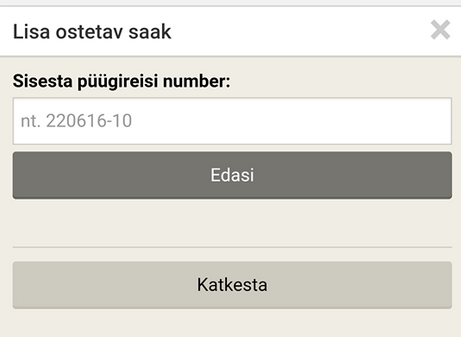 Lisa ostetav saak
Sisesta püügireisi number:
nt. 220616-10
Edasi
Katkesta